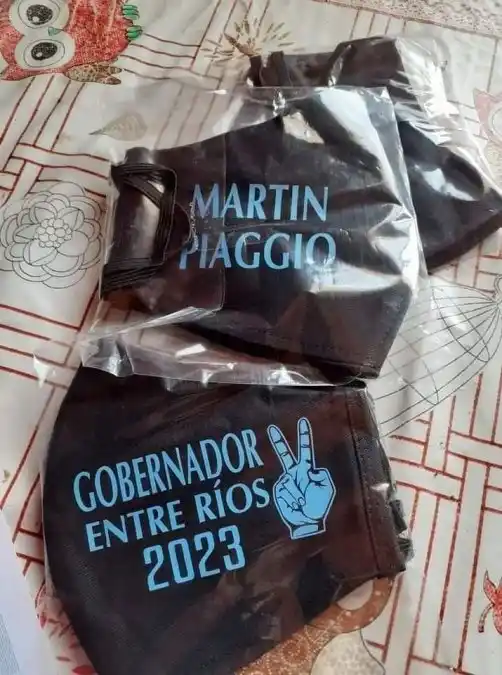 MARTIN
PIAGGIO
GOBERNADOR
ENTRE RÍOS
2023